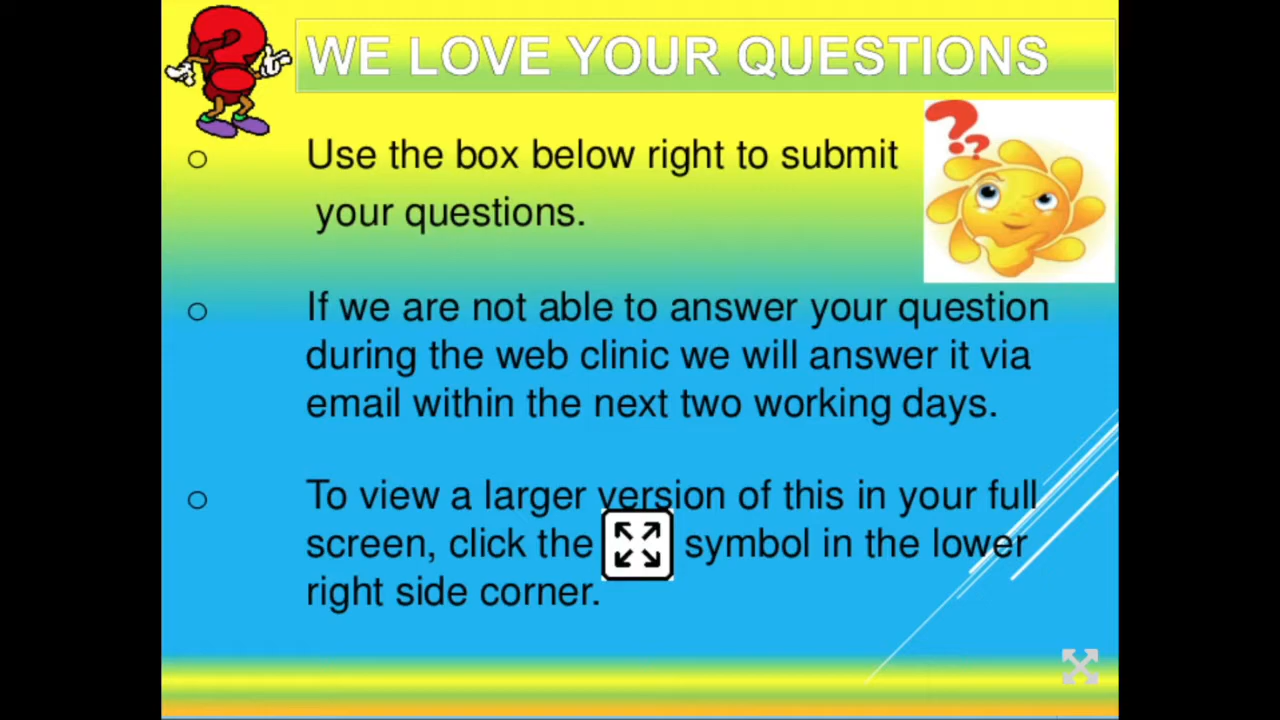 WE LOVE YOUR QUESTIONS
Use the box below right to submit
your questions.
If we are not able to answer your question
during the web clinic we will answer it via
email within the next two working days.
To view a larger version of this in your full
screen, click the symbol in the lower
right side corner.